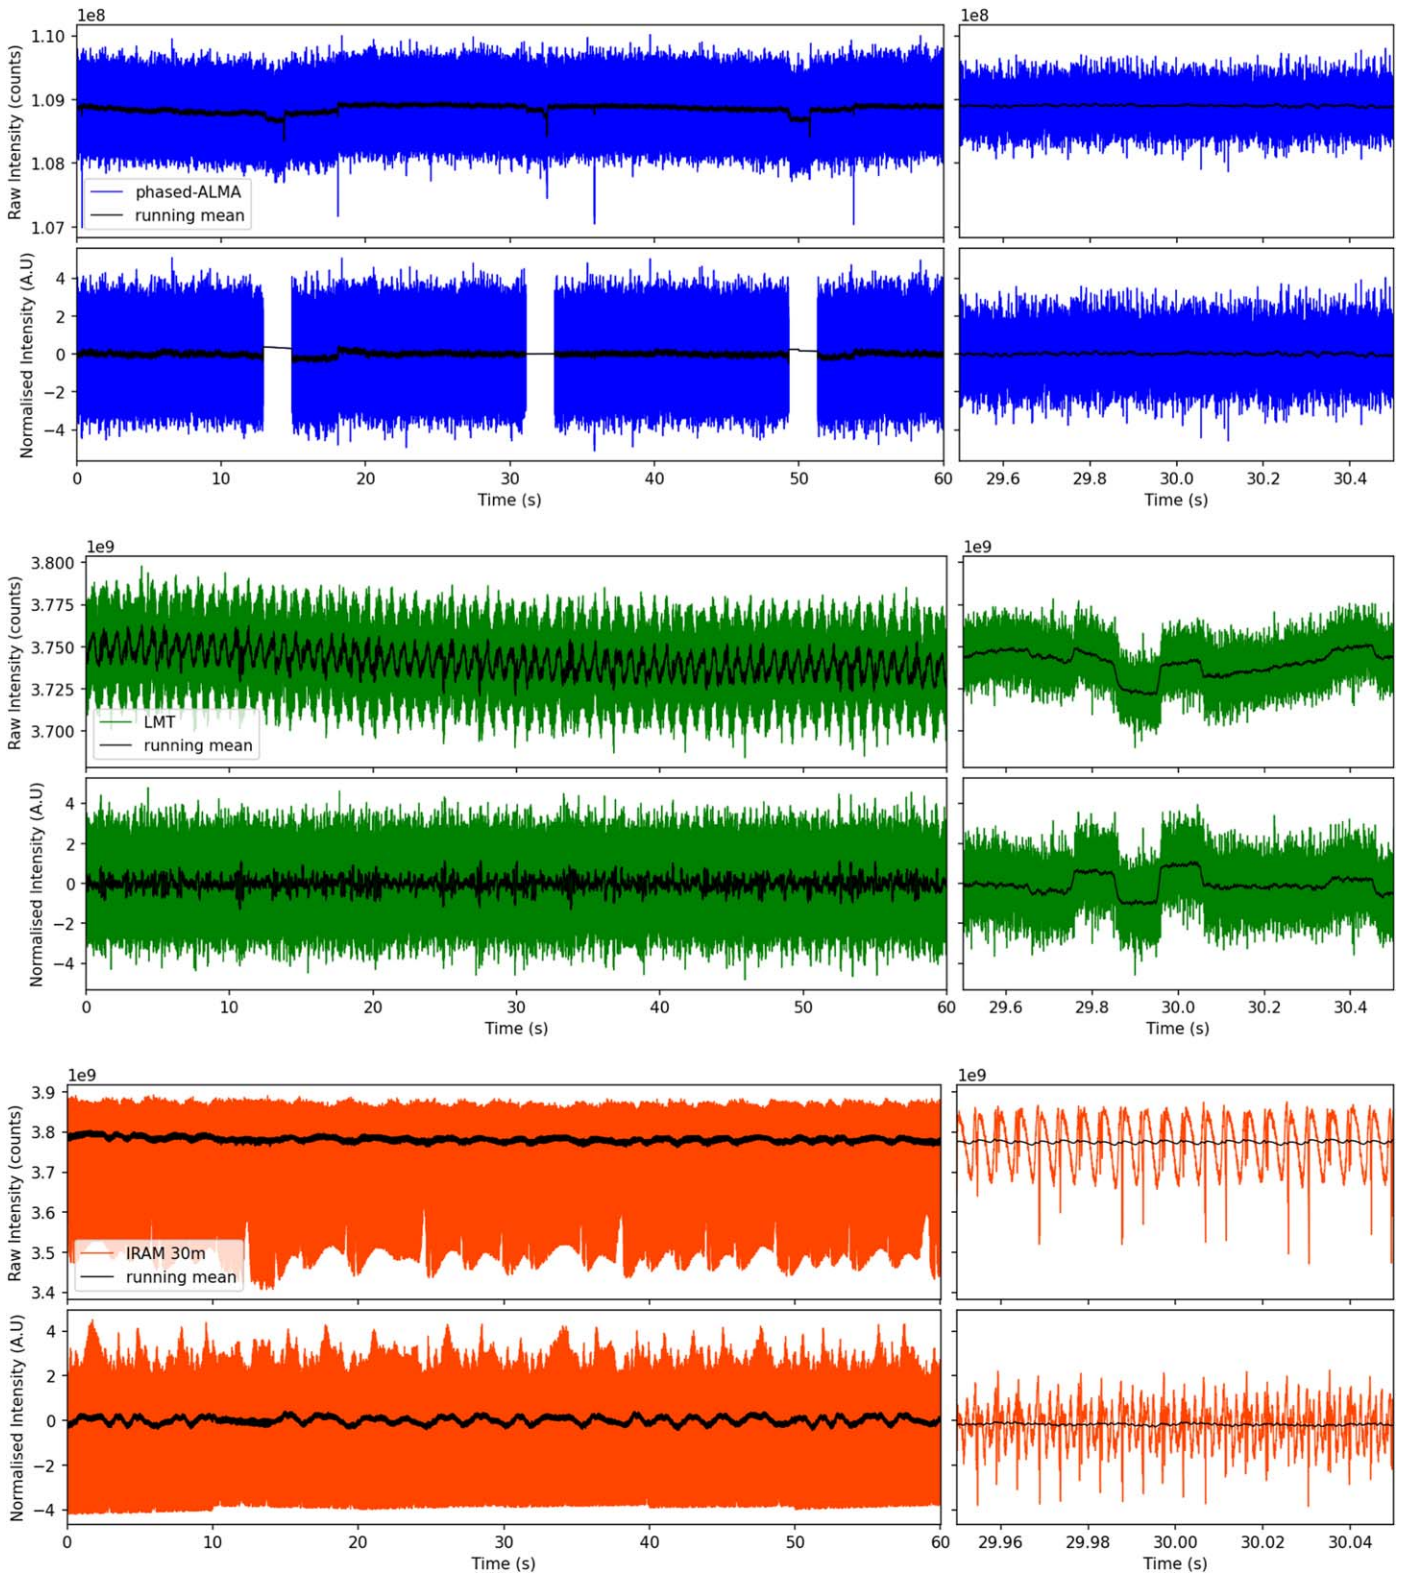 1e8
1e8
Raw Intensity (counts)
1.10
1.09
1.08
1.07
phased-ALMA
running mean
Normalised Intensity (A.U)
4
2
0
−2
−4
0 10 20 30 40 50 60
29.6 29.8 30.0 30.2 30.4
Time (s)
Time (s)
1e9
1e9
Raw Intensity (counts)
3.800
3.775
3.750
3.725
3.700
LMT
running mean
Normalised Intensity (A.U)
4
2
0
−2
−4
0 10 20 30 40 50 60
29.6 29.8 30.0 30.2 30.4
Time (s)
Time (s)
1e9
1e9
Raw Intensity (counts)
3.9
3.8
3.7
3.6
3.5
3.4
IRAM 30m
running mean
Normalised Intensity (A.U)
4
2
0
−2
−4
0 10 20 30 40 50 60
29.96 29.98 30.00 30.02 30.04
Time (s)
Time (s)